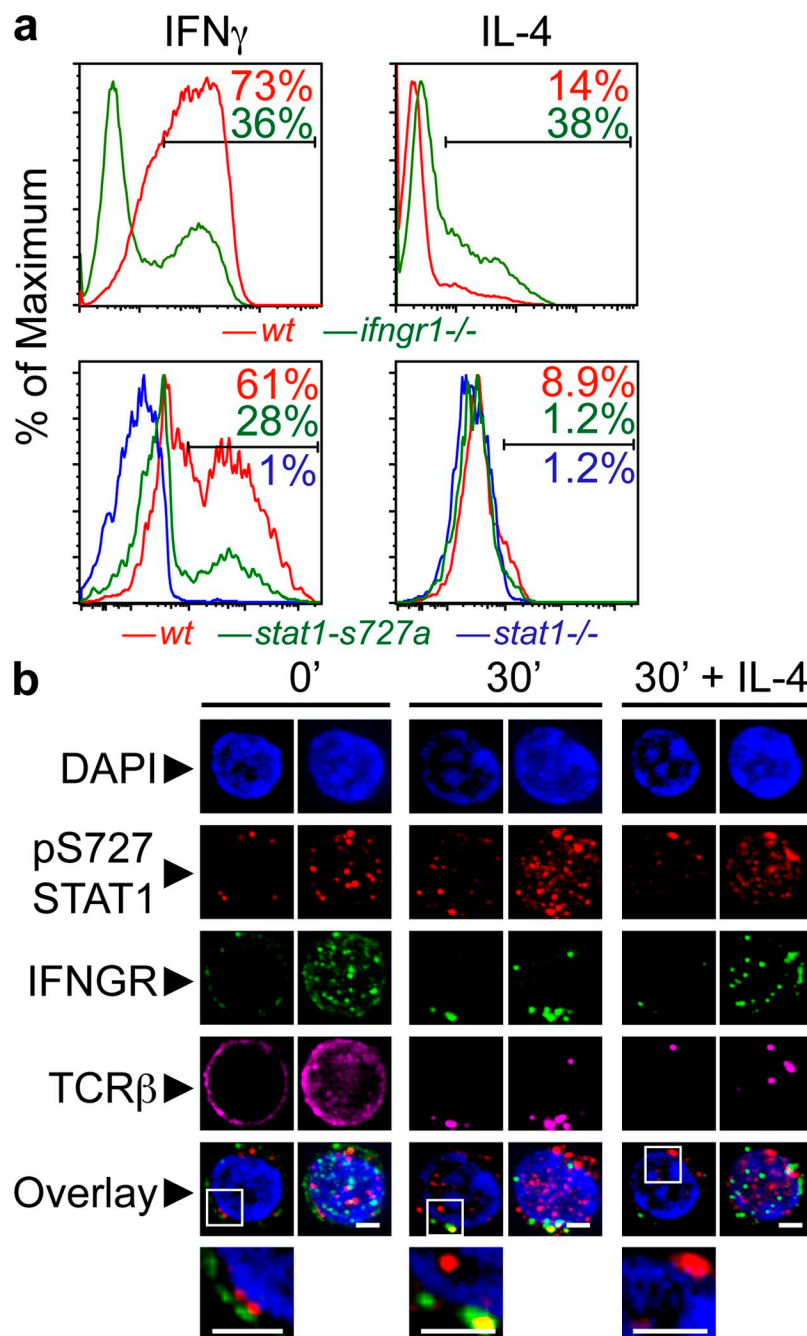 a
IFNγ IL-4
% of Maximum
73%
36%
14%
38%
—wt —ifngr1-/-
61%
28%
1%
8.9%
1.2%
1.2%
—wt —stat1-s727a —stat1-/-
b
0’ 30’ 30’ + IL-4
DAPI
pS727
STAT1
IFNGR
TCRβ
Overlay